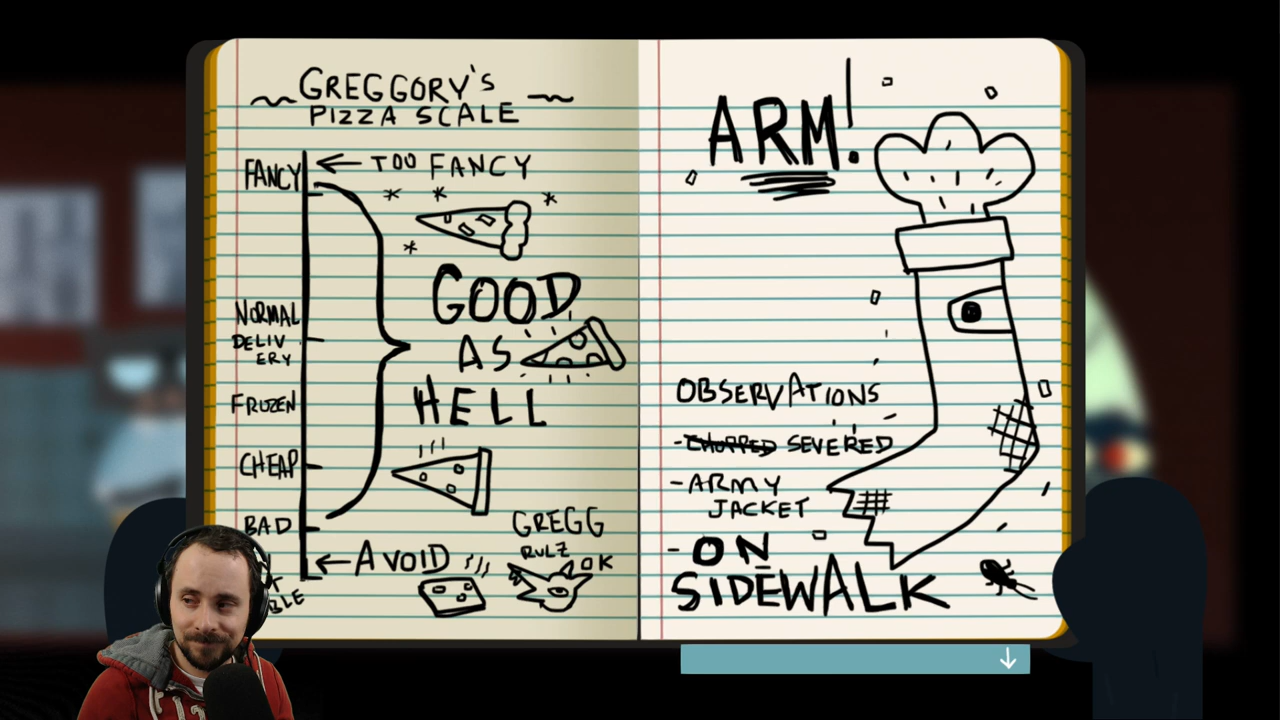 GREGGORY'S
PIZZA SCALE
FANCY
← TOO FANCY
GOOD
AS
HELL
NORMAL
DELIV
ERY
FROZEN
CHEAP
BAD
← AVOID
GREGG
RULZ
OK
ARM!
OBSERVATIONS
- CHOPPED SEVERED
- ARMY
JACKET
- ON
SIDEWALK